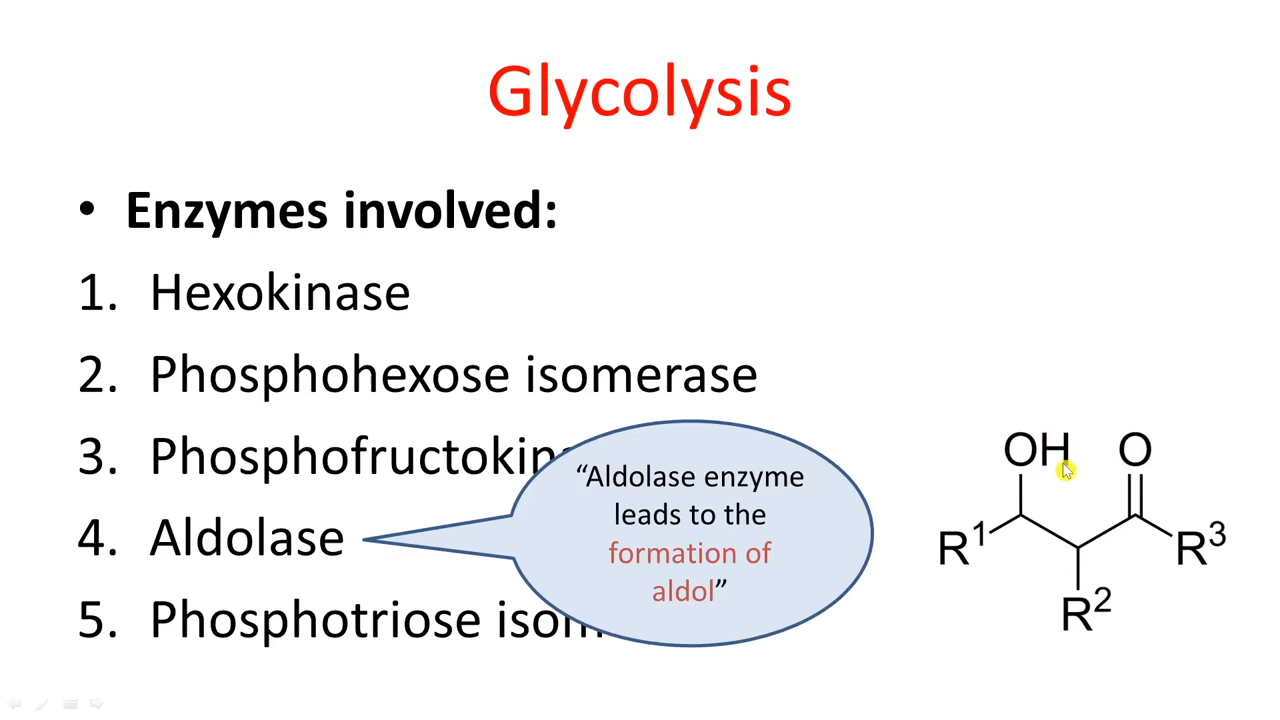 Glycolysis
• Enzymes involved:
1. Hexokinase
2. Phosphohexose isomerase
3. Phosphofructokin
4. Aldolase
5. Phosphotriose isom
“Aldolase enzyme
leads to the
formation of
aldol”
OH O
R¹ R³
R²